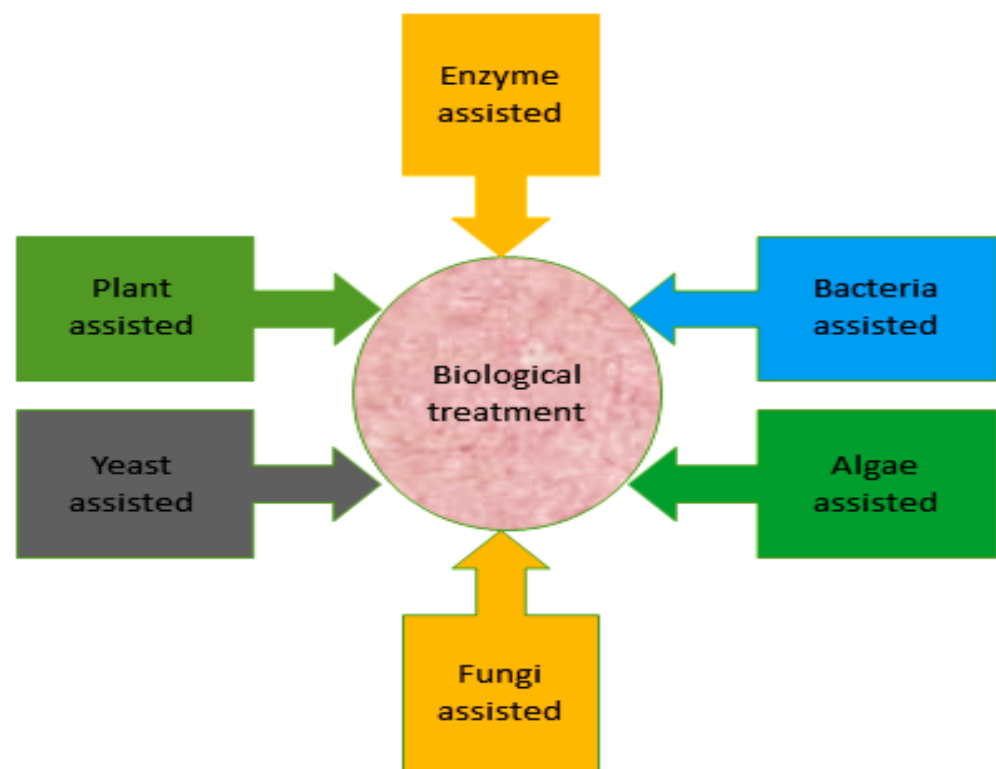 Enzyme
assisted
Plant
assisted
Bacteria
assisted
Biological
treatment
Yeast
assisted
Algae
assisted
Fungi
assisted